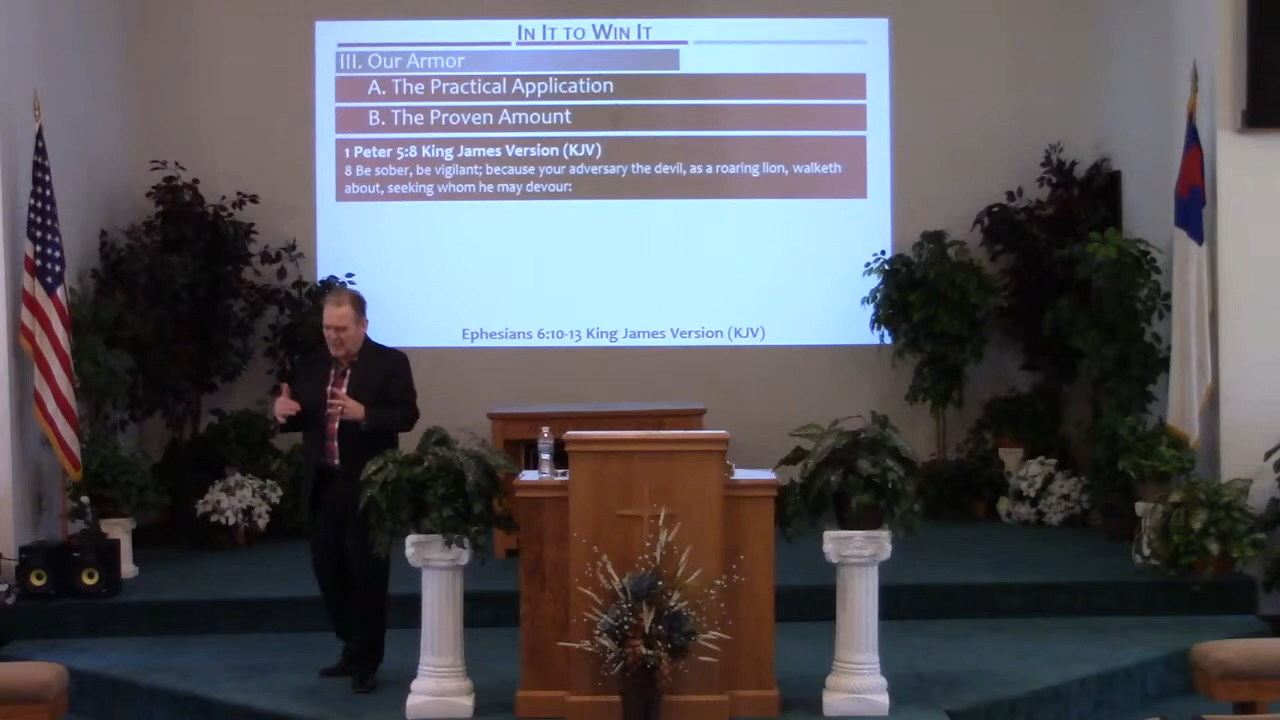 In It to Win It
III. Our Armor
A. The Practical Application
B. The Proven Amount
1 Peter 5:8 King James Version (KJV)
8 Be sober, be vigilant; because your adversary the devil, as a roaring lion, walketh
about, seeking whom he may devour:
Ephesians 6:10-13 King James Version (KJV)